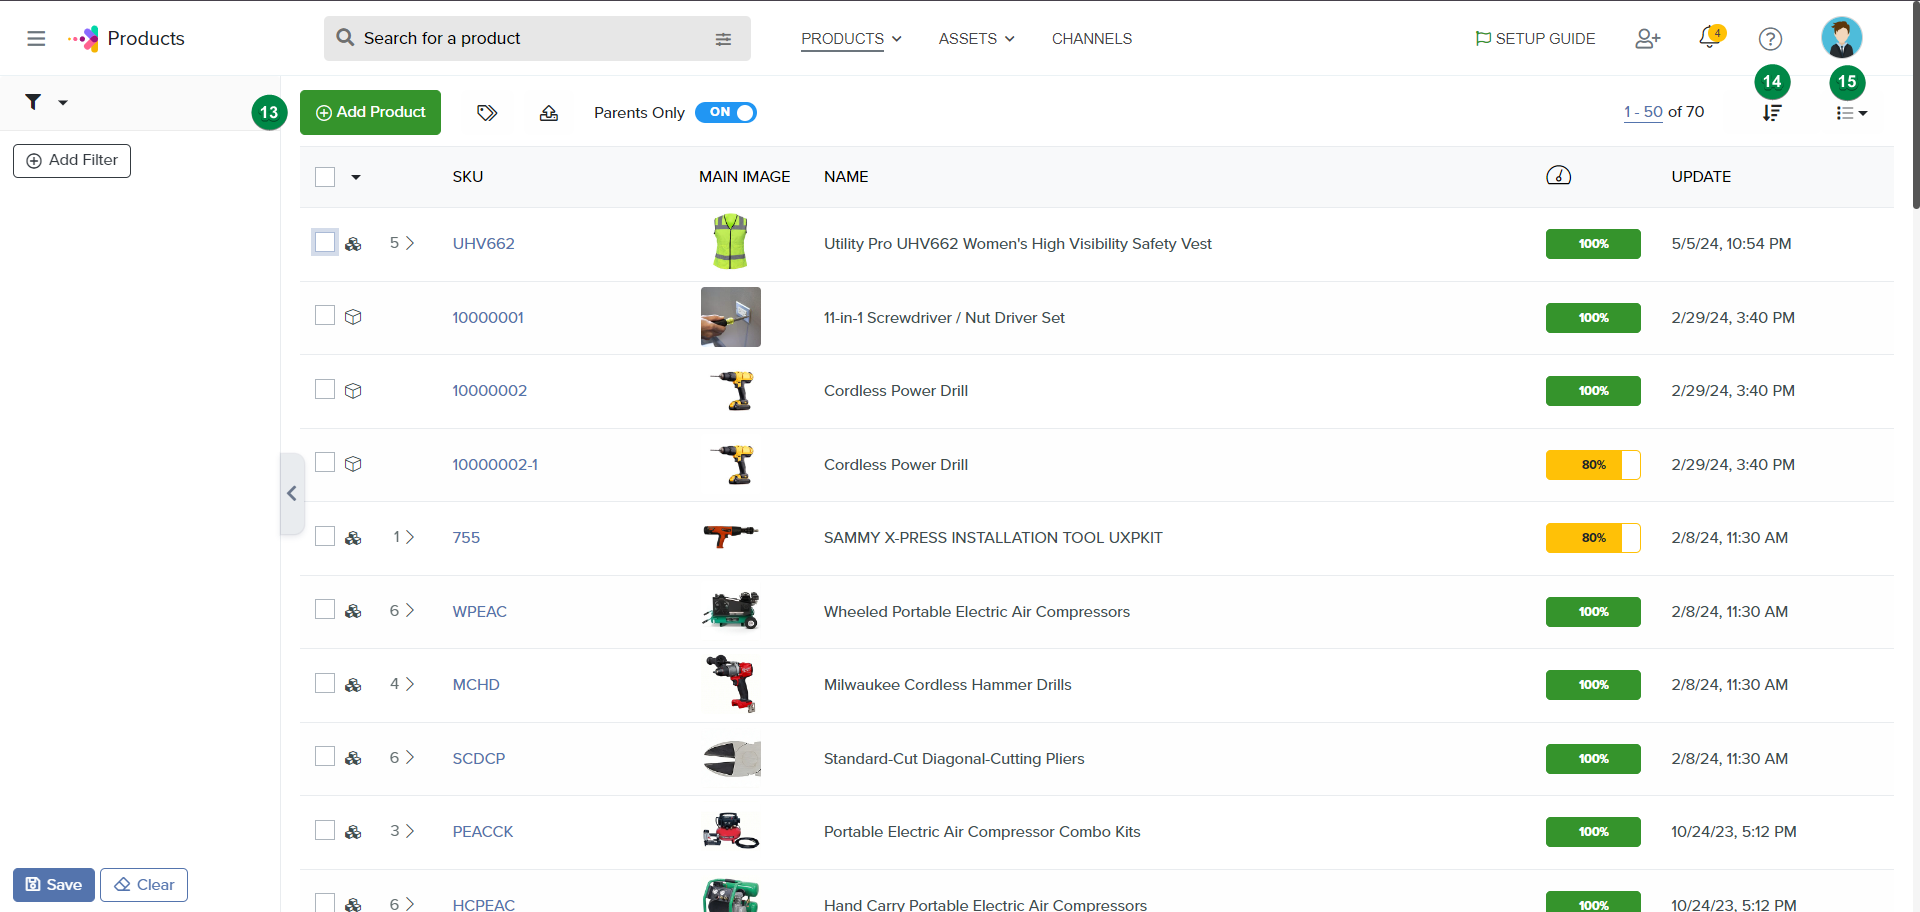 Products
Search for a product
PRODUCTS
ASSETS
CHANNELS
SETUP GUIDE
4
13
14
15
Add Product
Parents Only
ON
1 - 50 of 70
Add Filter
SKU
MAIN IMAGE
NAME
UPDATE
5
UHV662
Utility Pro UHV662 Women's High Visibility Safety Vest
100%
5/5/24, 10:54 PM
10000001
11-in-1 Screwdriver / Nut Driver Set
100%
2/29/24, 3:40 PM
10000002
Cordless Power Drill
100%
2/29/24, 3:40 PM
10000002-1
Cordless Power Drill
80%
2/29/24, 3:40 PM
1
755
SAMMY X-PRESS INSTALLATION TOOL UXPKIT
80%
2/8/24, 11:30 AM
6
WPEAC
Wheeled Portable Electric Air Compressors
100%
2/8/24, 11:30 AM
4
MCHD
Milwaukee Cordless Hammer Drills
100%
2/8/24, 11:30 AM
6
SCDCP
Standard-Cut Diagonal-Cutting Pliers
100%
2/8/24, 11:30 AM
3
PEACCK
Portable Electric Air Compressor Combo Kits
100%
10/24/23, 5:12 PM
6
HCPEAC
Hand Carry Portable Electric Air Compressors
100%
10/24/23, 5:12 PM
Save
Clear